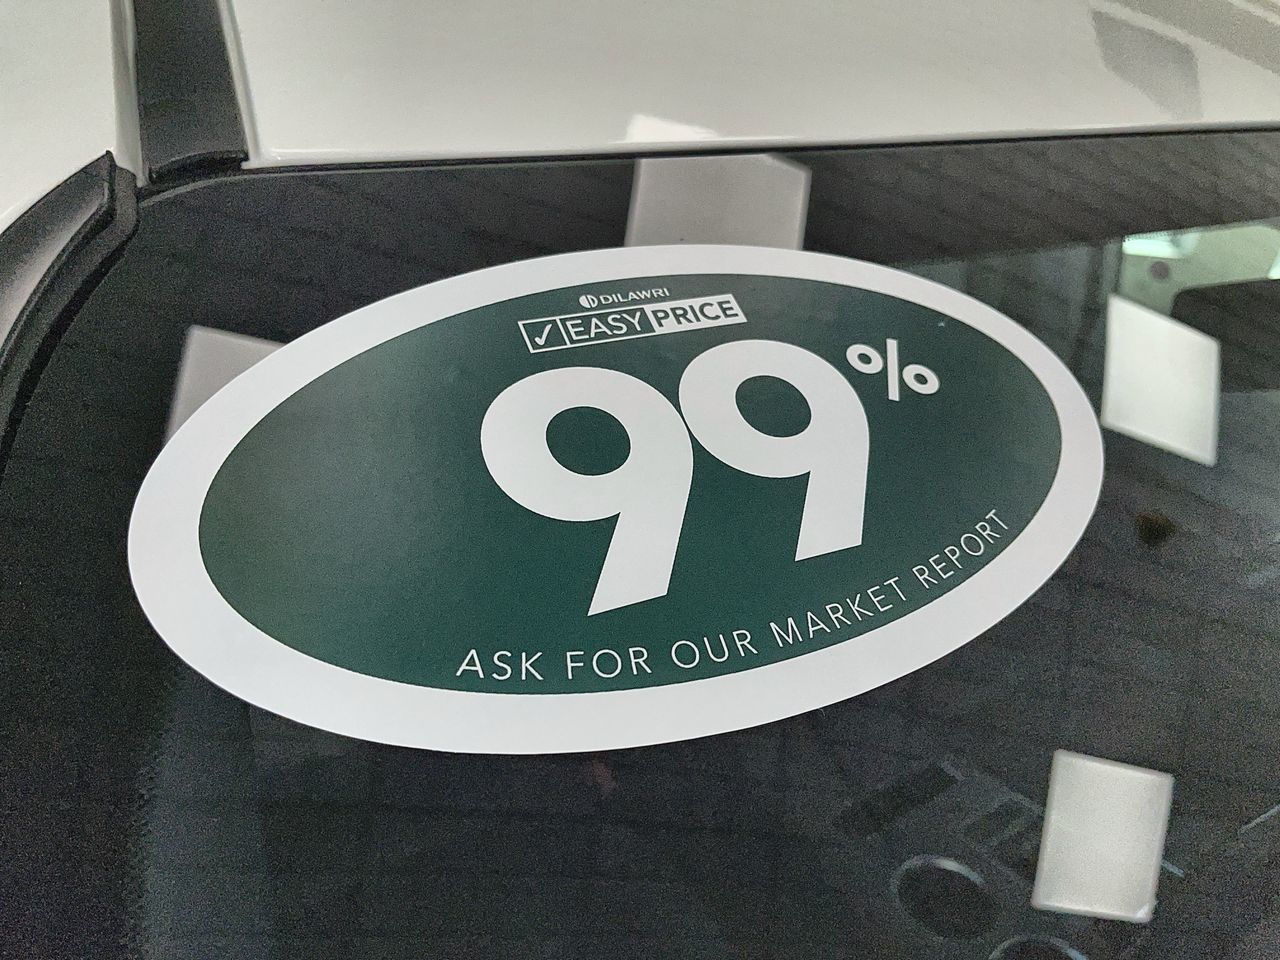 DILAWRI
✓ EASY PRICE
99%
ASK FOR OUR MARKET REPORT